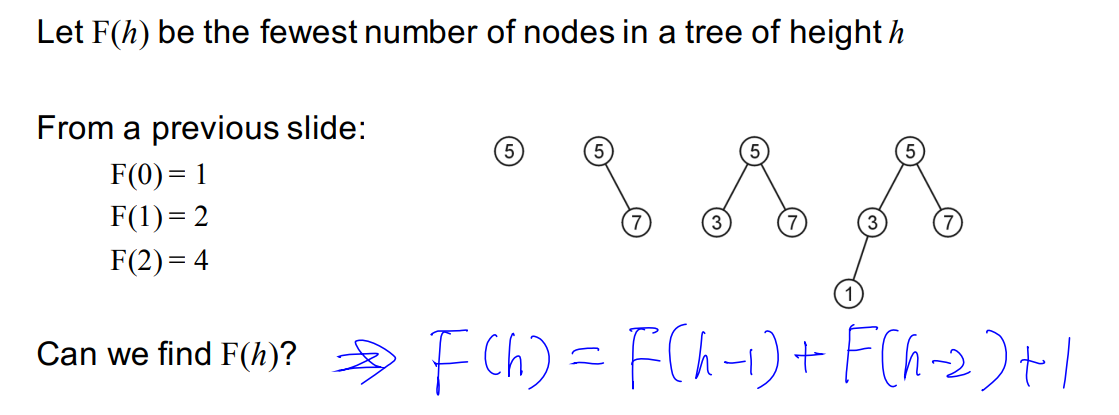 Let F(h) be the fewest number of nodes in a tree of height h
From a previous slide:
F(0) = 1
F(1) = 2
F(2) = 4
5
5
7
5
3
7
5
3
7
1
Can we find F(h)? ⇒ F(h) = F(h-1) + F(h-2) + 1